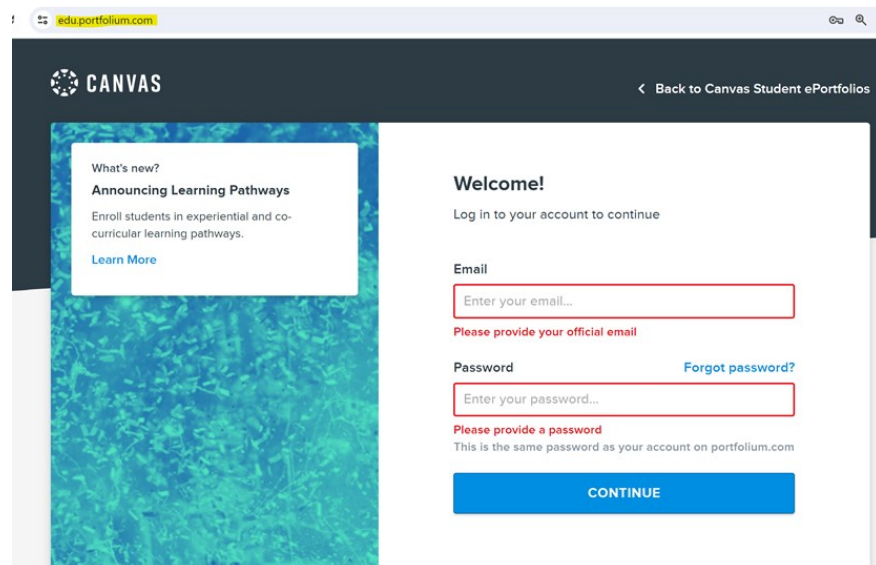 edu.portfolium.com
CANVAS
Back to Canvas Student ePortfolios
What's new?
Announcing Learning Pathways
Enroll students in experiential and co-
curricular learning pathways.
Learn More
Welcome!
Log in to your account to continue
Email
Enter your email...
Please provide your official email
Password Forgot password?
Enter your password...
Please provide a password
This is the same password as your account on portfolium.com
CONTINUE